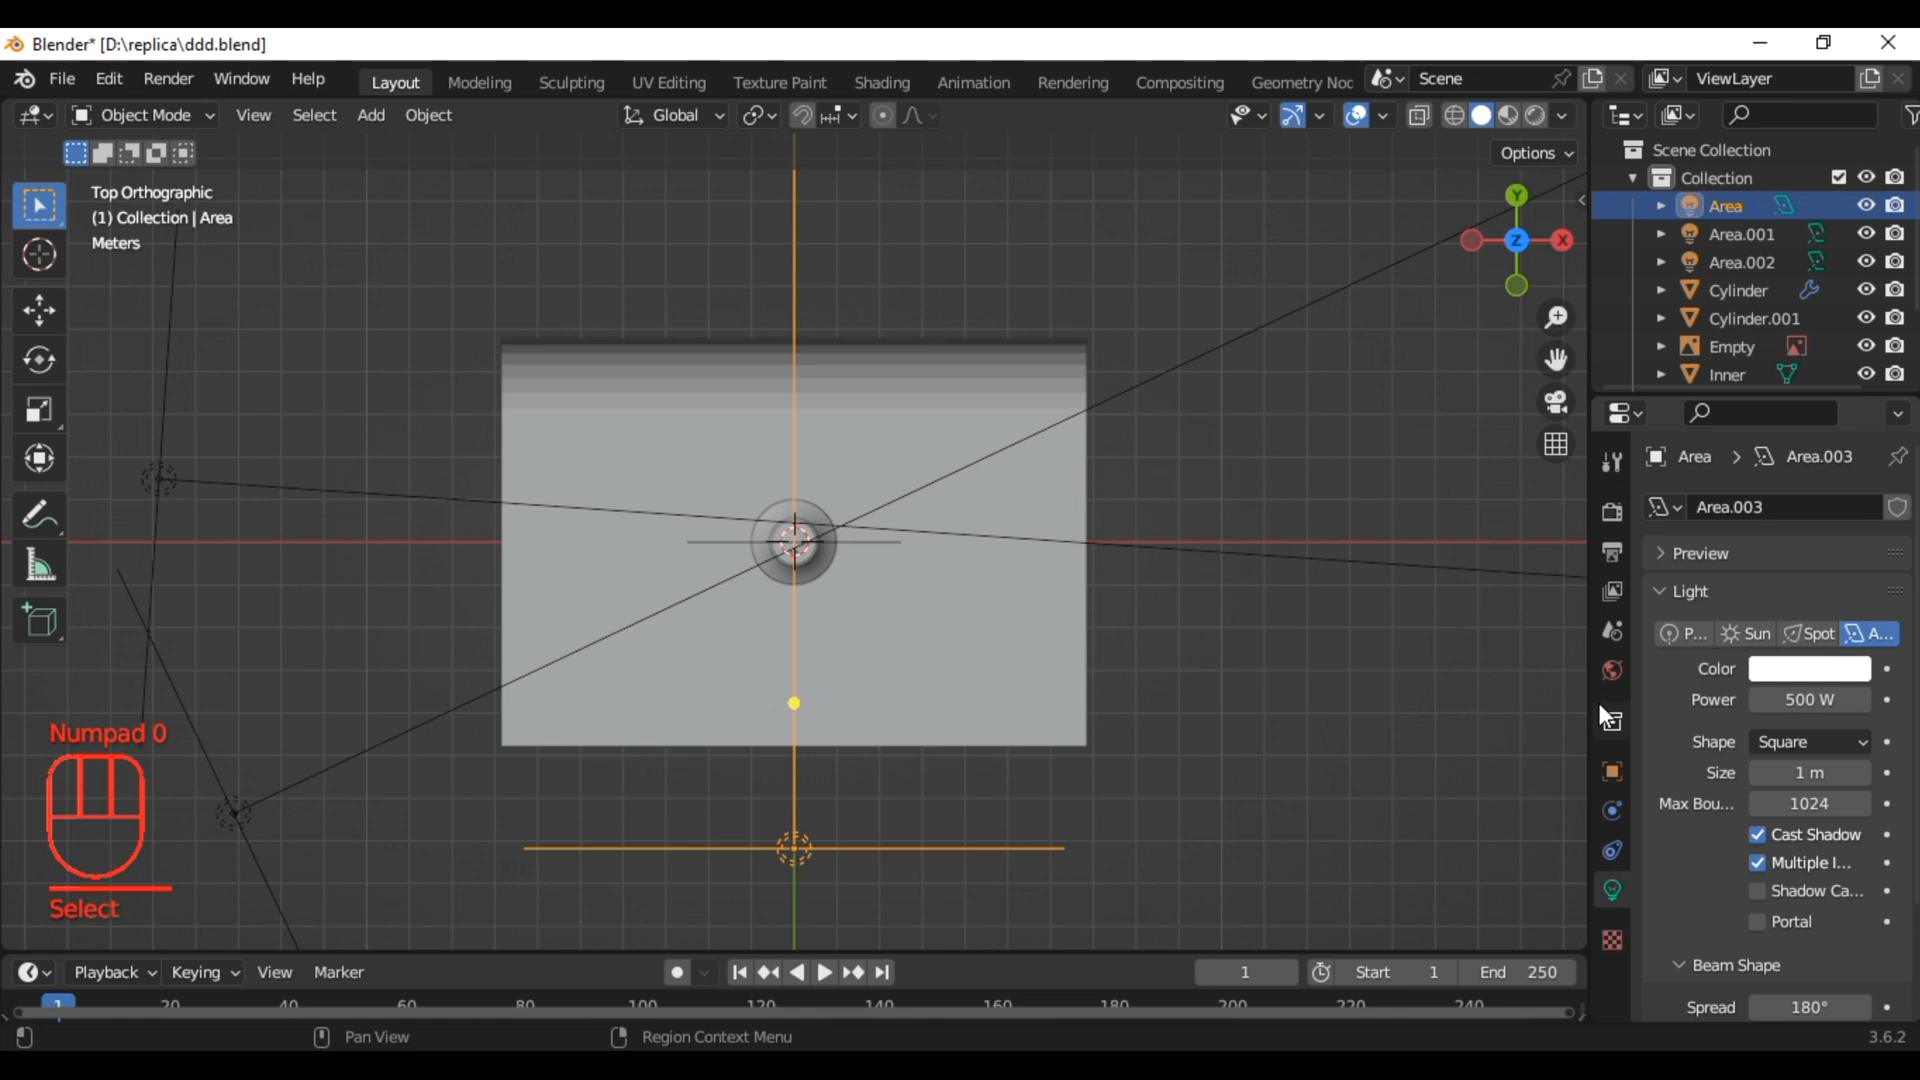 Blender* [D:\replica\ddd.blend]
File Edit Render Window Help Layout Modeling Sculpting UV Editing Texture Paint Shading Animation Rendering Compositing Geometry Noc Scene ViewLayer
Object Mode View Select Add Object Global
Options
Top Orthographic
(1) Collection | Area
Meters
Y
Z
X
Scene Collection
Collection
Area
Area.001
Area.002
Cylinder
Cylinder.001
Empty
Inner
Area > Area.003
Area.003
Preview
Light
P... Sun Spot A...
Color
Power 500 W
Shape Square
Size 1 m
Max Bou... 1024
Cast Shadow
Multiple I...
Shadow Ca...
Portal
Beam Shape
Spread 180°
Numpad 0
Select
Playback Keying View Marker 1 Start 1 End 250
1 20 40 60 80 100 120 140 160 180 200 220 240
Pan View Region Context Menu 3.6.2